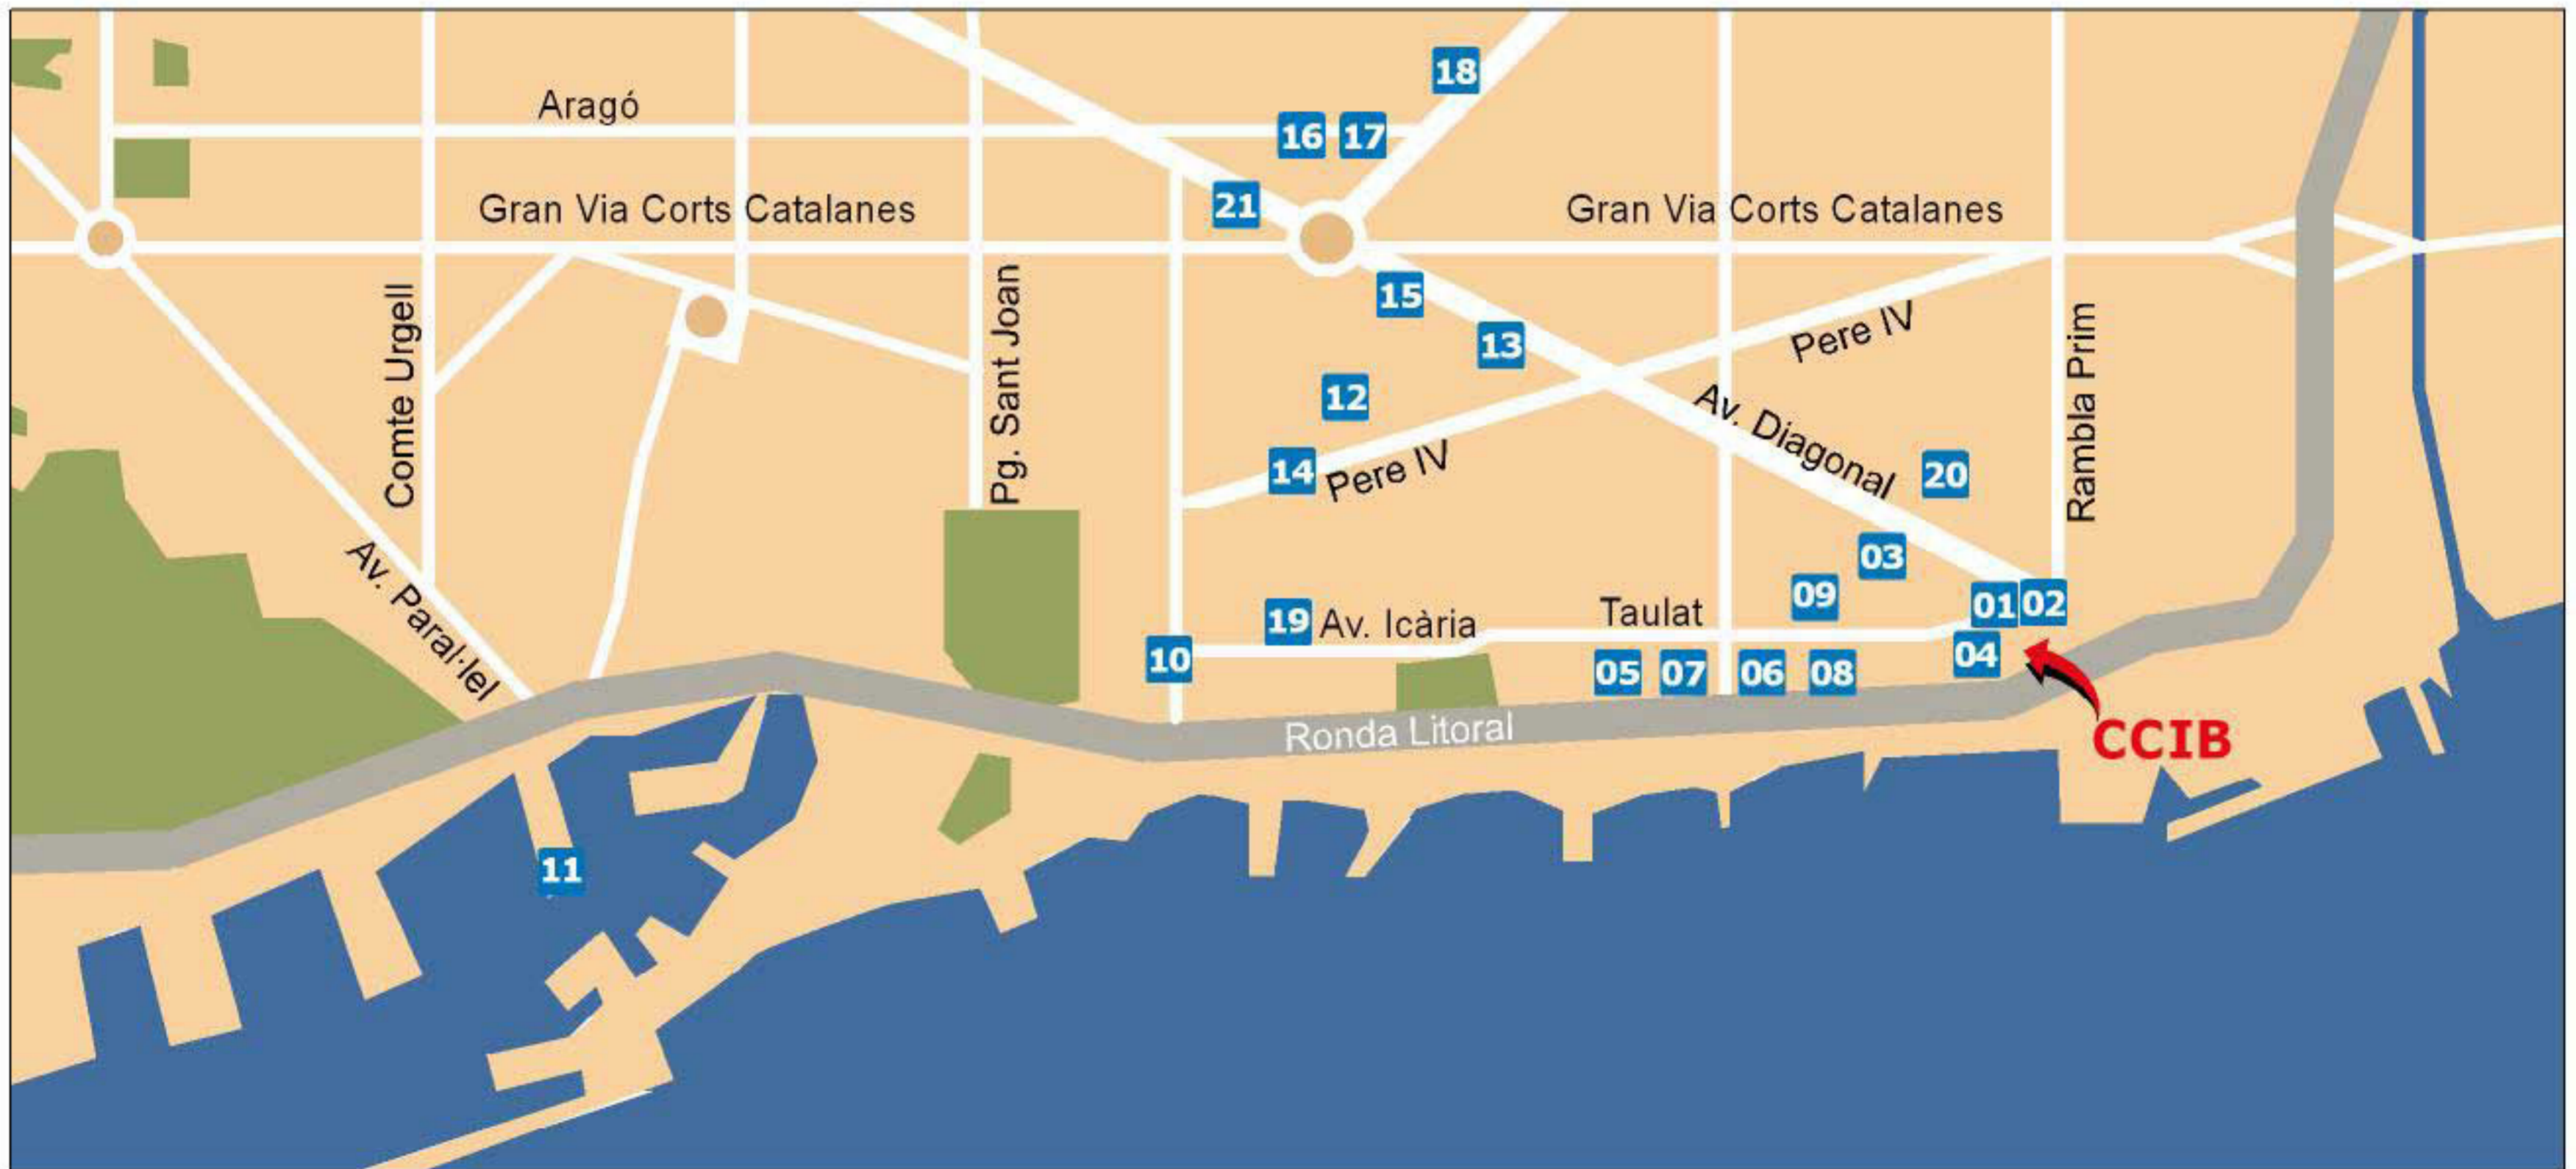 18
Aragó
16
17
21
Gran Via Corts Catalanes
Gran Via Corts Catalanes
15
13
Pere IV
Comte Urgell
Pg. Sant Joan
Rambla Prim
12
Av. Diagonal
14
Pere IV
20
03
Av. Paral·lel
09
01
02
19
Av. Icària
Taulat
10
04
05
07
06
08
Ronda Litoral
CCIB
11